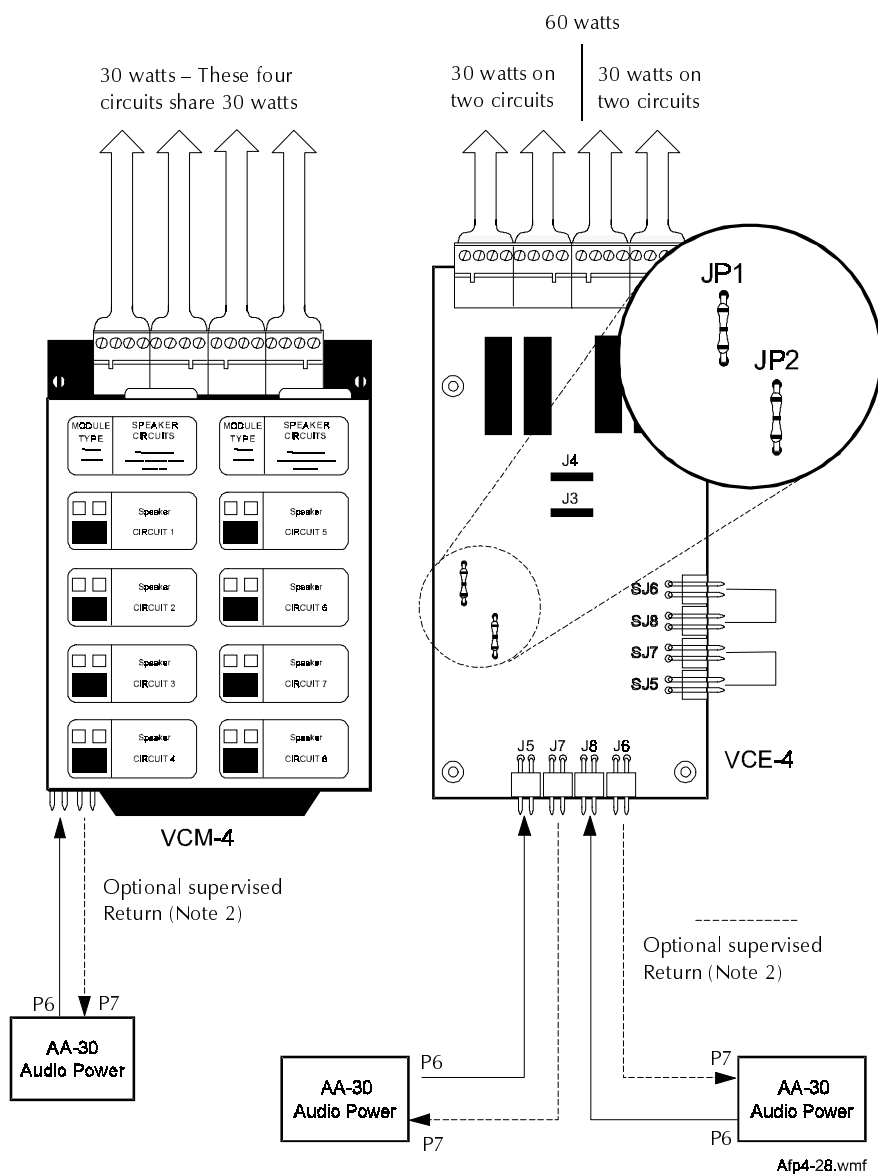 60 watts
30 watts – These four
circuits share 30 watts
30 watts on
two circuits
30 watts on
two circuits
JP1
JP2
MODULE
TYPE
SPEAKER
CIRCUITS
MODULE
TYPE
SPEAKER
CIRCUITS
Speaker
CIRCUIT 1
Speaker
CIRCUIT 5
Speaker
CIRCUIT 2
Speaker
CIRCUIT 6
Speaker
CIRCUIT 3
Speaker
CIRCUIT 7
Speaker
CIRCUIT 4
Speaker
CIRCUIT 8
J4
J3
SJ6
SJ8
SJ7
SJ5
J5 J7 J8 J6
VCE-4
VCM-4
Optional supervised
Return (Note 2)
Optional supervised
Return (Note 2)
P6 P7
AA-30
Audio Power
P6
AA-30
Audio Power
P7
P7
AA-30
Audio Power
P6
Afp4-28.wmf